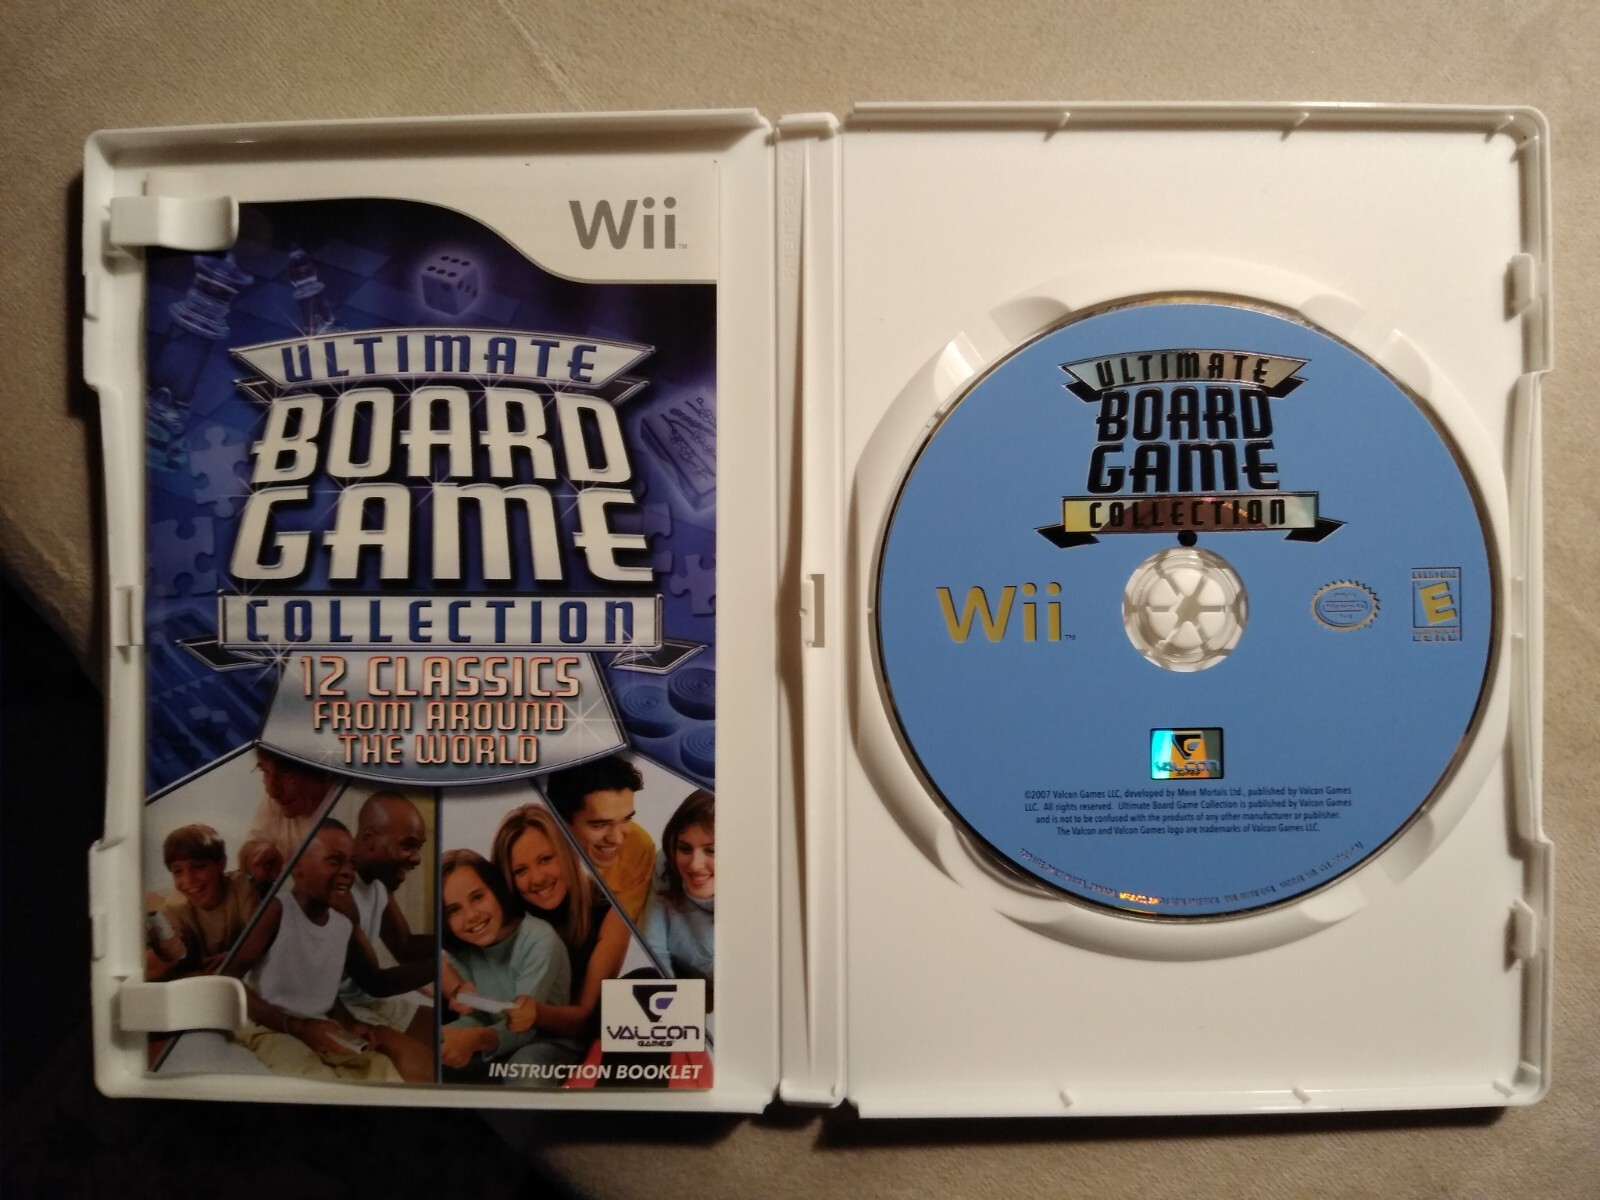 Wii™
ULTIMATE
BOARD
GAME
COLLECTION
12 CLASSICS
FROM AROUND
THE WORLD
VALCON
GAMES
INSTRUCTION BOOKLET
ULTIMATE
BOARD
GAME
COLLECTION
Wii™
EVERYONE
E
ESRB
VALCON
GAMES
©2007 Valcon Games LLC, developed by Mere Mortals Ltd., published by Valcon Games
LLC. All rights reserved. Ultimate Board Game Collection is published by Valcon Games
and is not to be confused with the products of any other manufacturer or publisher.
The Valcon and Valcon Games logo are trademarks of Valcon Games LLC.